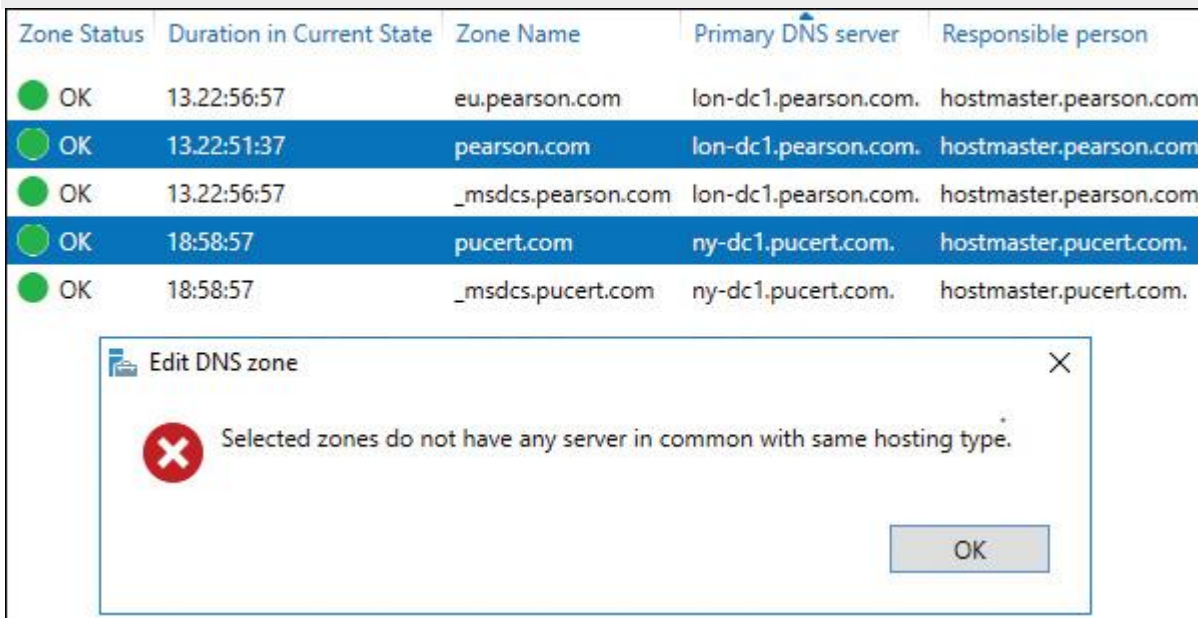 Zone Status Duration in Current State Zone Name Primary DNS server Responsible person
OK 13.22:56:57 eu.pearson.com lon-dc1.pearson.com. hostmaster.pearson.com
OK 13.22:51:37 pearson.com lon-dc1.pearson.com. hostmaster.pearson.com
OK 13.22:56:57 _msdcs.pearson.com lon-dc1.pearson.com. hostmaster.pearson.com
OK 18:58:57 pucert.com ny-dc1.pucert.com. hostmaster.pucert.com.
OK 18:58:57 _msdcs.pucert.com ny-dc1.pucert.com. hostmaster.pucert.com.
Edit DNS zone
Selected zones do not have any server in common with same hosting type.
OK